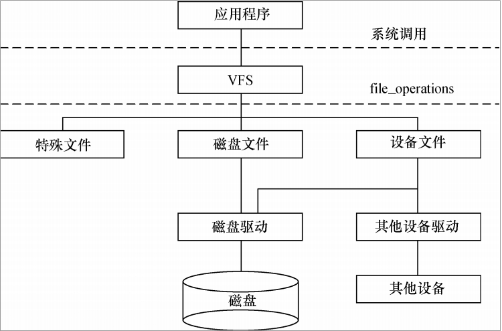 应用程序
系统调用
VFS
file_operations
特殊文件
磁盘文件
设备文件
磁盘驱动
其他设备驱动
磁盘
其他设备